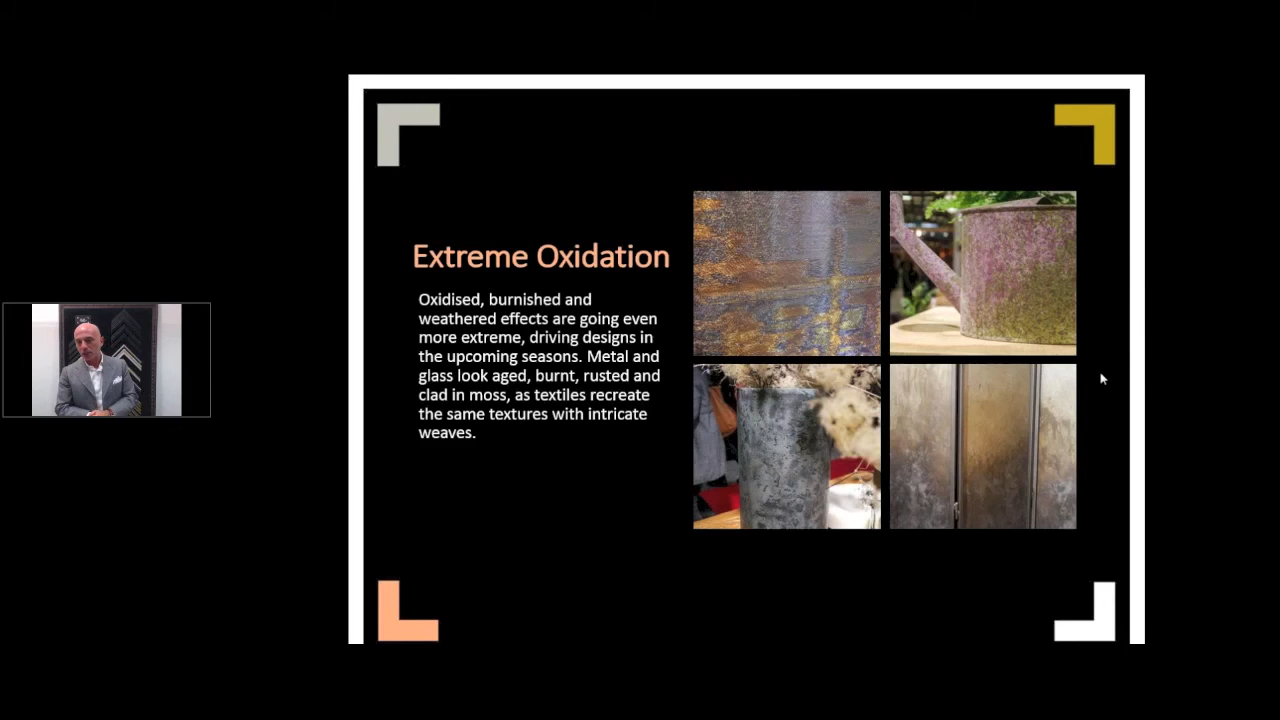 Extreme Oxidation
Oxidised, burnished and
weathered effects are going even
more extreme, driving designs in
the upcoming seasons. Metal and
glass look aged, burnt, rusted and
clad in moss, as textiles recreate
the same textures with intricate
weaves.